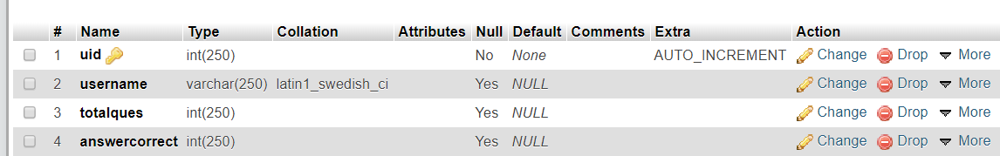 # Name Type Collation Attributes Null Default Comments Extra Action
1 uid int(250) No None AUTO_INCREMENT Change Drop More
2 username varchar(250) latin1_swedish_ci Yes NULL Change Drop More
3 totalques int(250) Yes NULL Change Drop More
4 answercorrect int(250) Yes NULL Change Drop More